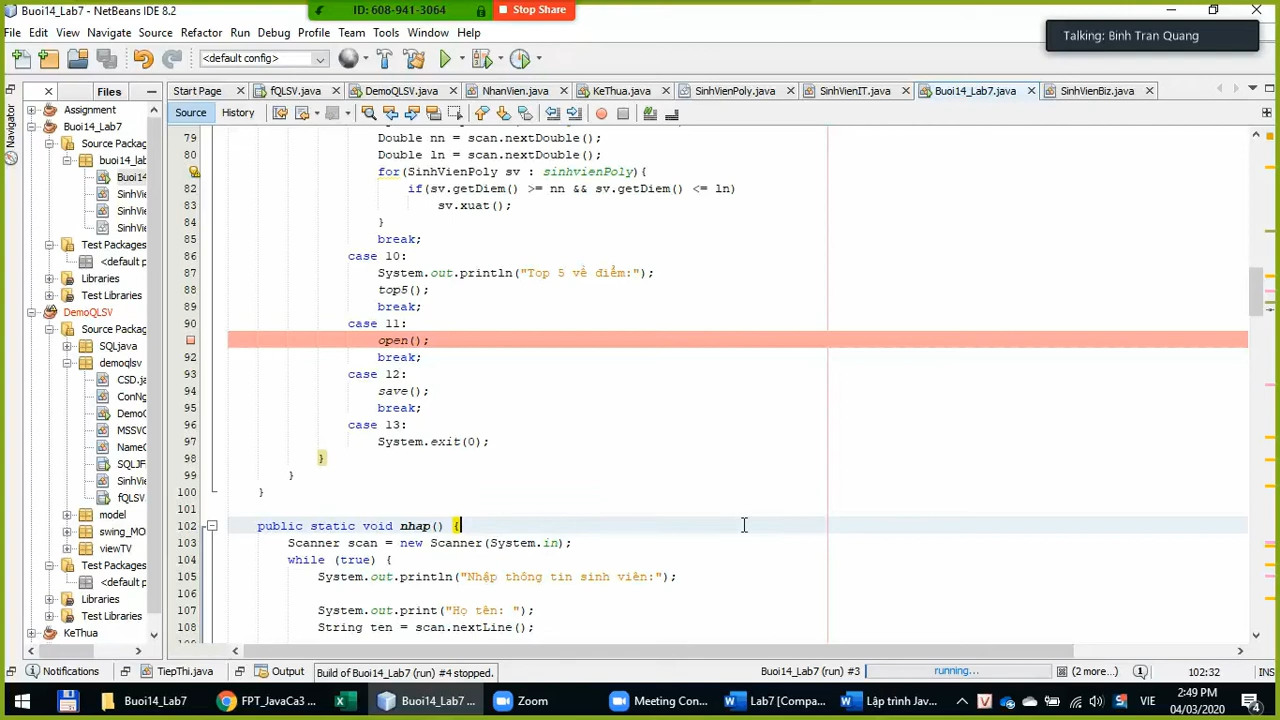 Buoi14_Lab7 - NetBeans IDE 8.2
ID: 608-941-3064
Stop Share
File Edit View Navigate Source Refactor Run Debug Profile Team Tools Window Help
Talking: Binh Tran Quang
<default config>
Files
Start Page
fQLSV.java
DemoQLSV.java
NhanVien.java
KeThua.java
SinhVienPoly.java
SinhVienIT.java
Buoi14_Lab7.java
SinhVienBiz.java
Navigator
Source
History
Assignment
Buoi14_Lab7
Source Packag
buoi14_lab
Buoi14
SinhVie
SinhVie
SinhVie
Test Packages
<default p
Libraries
Test Libraries
DemoQLSV
Source Packag
SQLjava
demoqlsv
CSD.ja
ConNg
DemoQ
MSSVC
NameC
SQLJF
SinhVie
fQLSV
model
swing_MO
viewTV
Test Packages
<default p
Libraries
Test Libraries
KeThua
79 Double nn = scan.nextDouble();
80 Double ln = scan.nextDouble();
for(SinhVienPoly sv : sinhvienPoly){
82 if(sv.getDiem() >= nn && sv.getDiem() <= ln)
83 sv.xuat();
84 }
85 break;
86 case 10:
87 System.out.println("Top 5 về điểm:");
88 top5();
89 break;
90 case 11:
open();
92 break;
93 case 12:
94 save();
95 break;
96 case 13:
97 System.exit(0);
98 }
99 }
100 }
101
102 public static void nhap() {
103 Scanner scan = new Scanner(System.in);
104 while (true) {
105 System.out.println("Nhập thông tin sinh viên:");
106
107 System.out.print("Họ tên: ");
108 String ten = scan.nextLine();
Notifications
TiepThi.java
Output
Build of Buoi14_Lab7 (run) #4 stopped.
Buoi14_Lab7 (run) #3
running...
(2 more...)
102:32
INS
Buoi14_Lab7
FPT_JavaCa3 ...
Buoi14_Lab7 ...
Zoom
Meeting Con...
Lab7 [Compa...
Lập trình Jav...
VIE
2:49 PM
04/03/2020
4